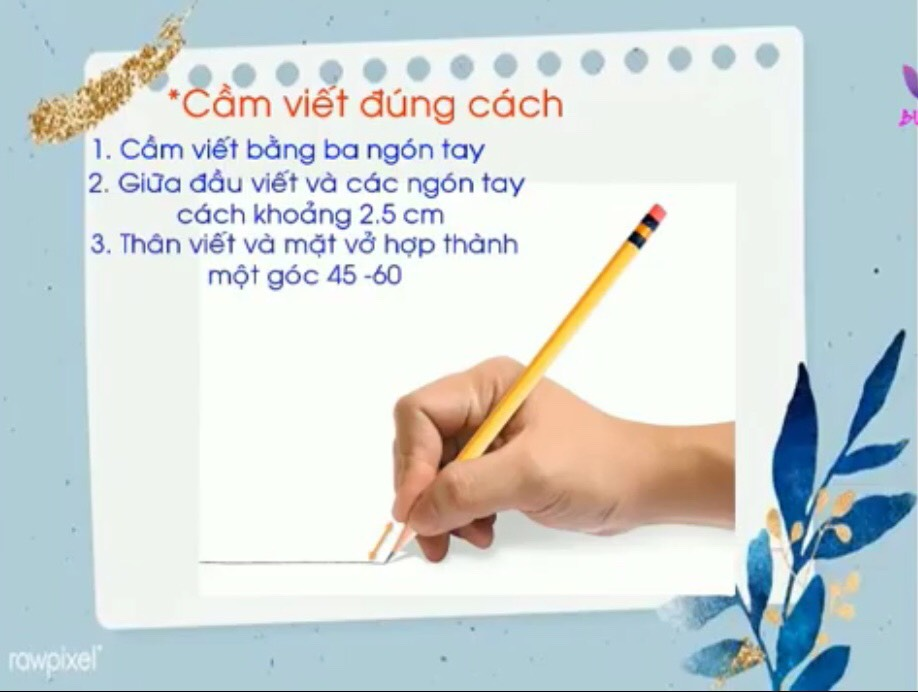 *Cầm viết đúng cách
1. Cầm viết bằng ba ngón tay
2. Giữa đầu viết và các ngón tay
cách khoảng 2.5 cm
3. Thân viết và mặt vở hợp thành
một góc 45 -60
rawpixel